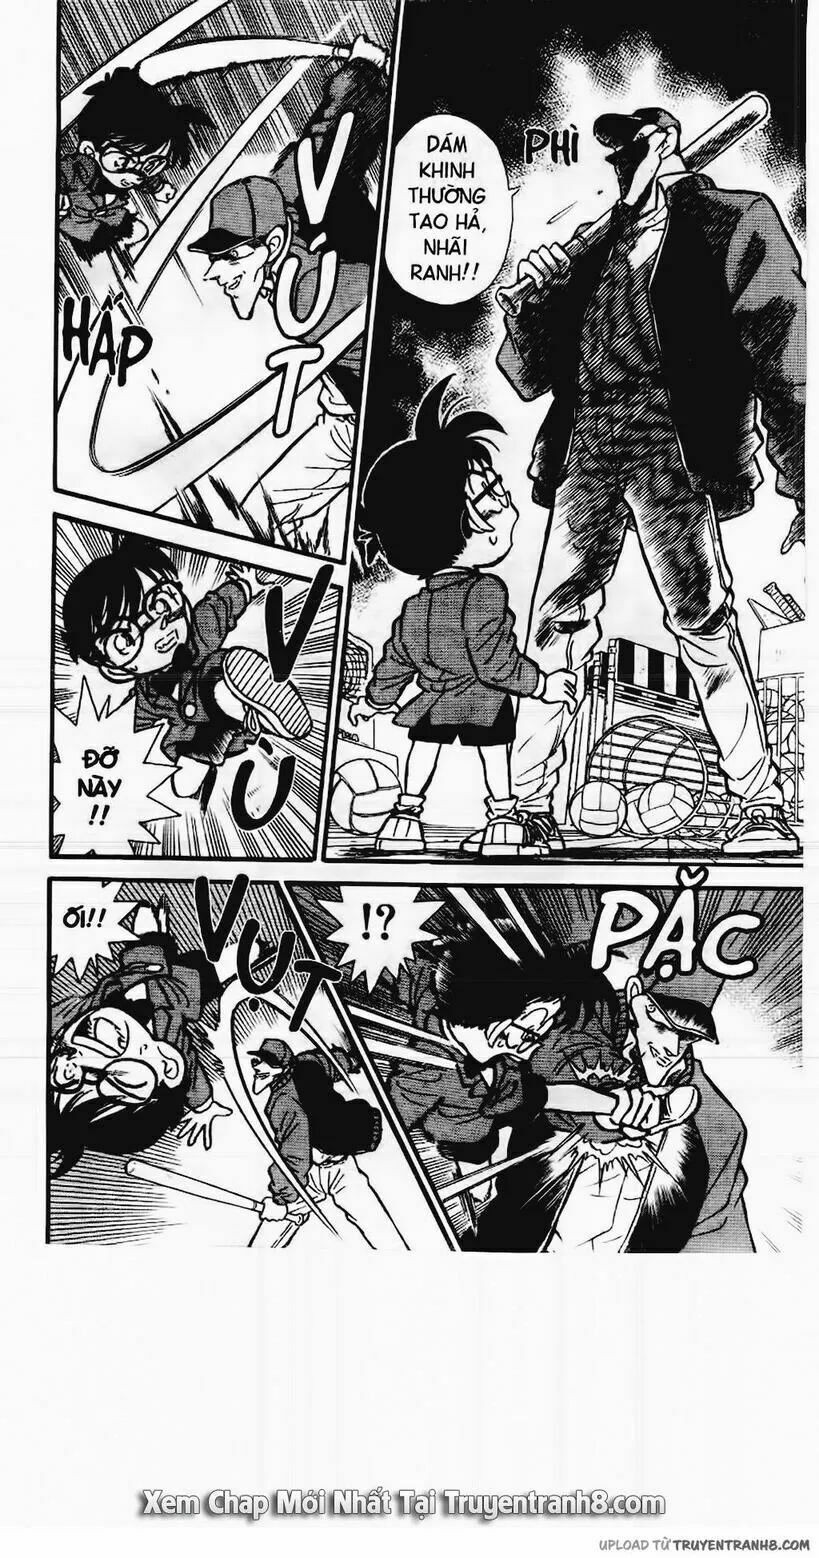 PHÌ
DÁM
KHINH
THƯỜNG
TAO HẢ,
NHÃI
RANH!!
VỤT
HẤP
VÙ
ĐỠ
NÀY
!!
PẶC
!?
VỤT
ỐI!!
Xem Chap Mới Nhất Tại Truyentranh8.com
UPLOAD TỪ TRUYENTRANH8.COM